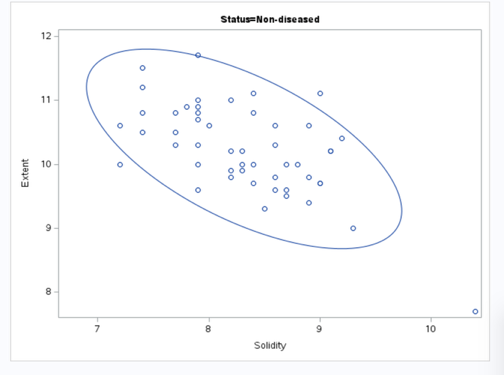 Status=Non-diseased
12
11
10
9
8
Extent
7 8 9 10
Solidity